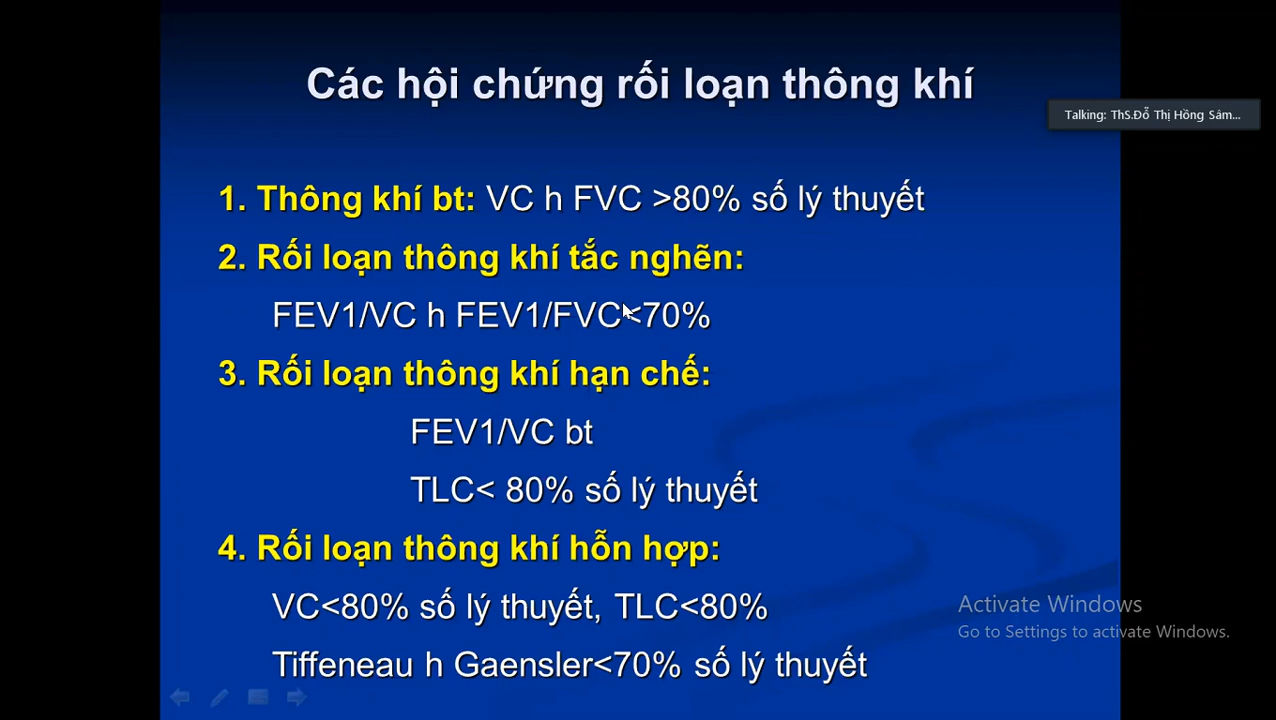 Các hội chứng rối loạn thông khí
Talking: ThS.Đỗ Thị Hồng Sâm...
1. Thông khí bt: VC h FVC >80% số lý thuyết
2. Rối loạn thông khí tắc nghẽn:
FEV1/VC h FEV1/FVC<70%
3. Rối loạn thông khí hạn chế:
FEV1/VC bt
TLC< 80% số lý thuyết
4. Rối loạn thông khí hỗn hợp:
VC<80% số lý thuyết, TLC<80%
Activate Windows
Go to Settings to activate Windows.
Tiffeneau h Gaensler<70% số lý thuyết